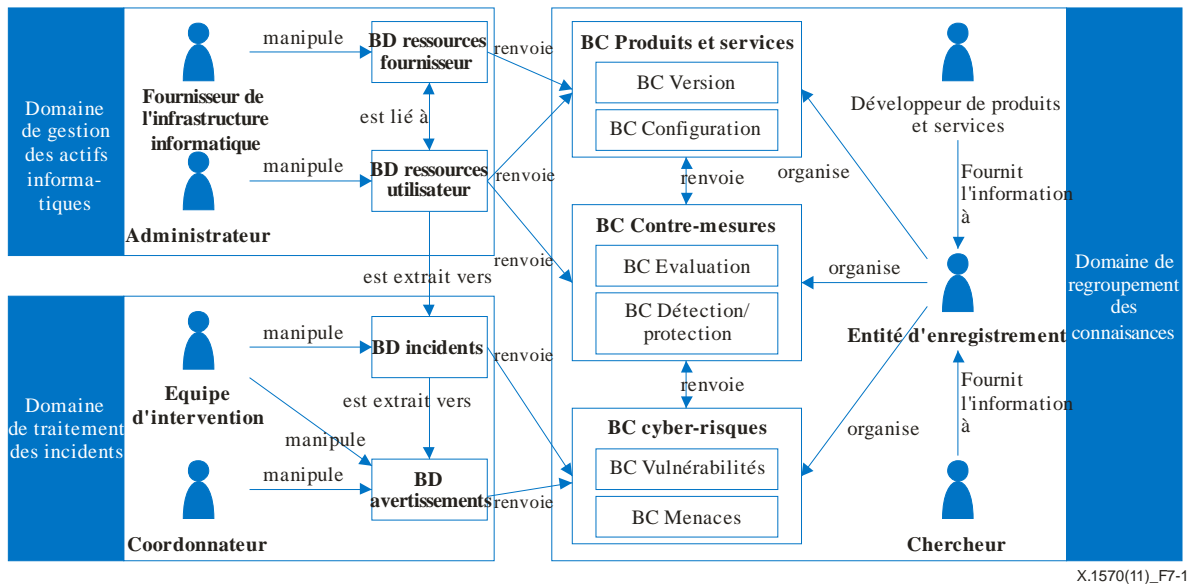 Domaine
de gestion
des actifs
informa-
tiques
Fournisseur de
l'infrastructure
informatique
Administrateur
manipule
manipule
BD ressources
fournisseur
est lié à
BD ressources
utilisateur
est extrait vers
renvoie
renvoie
renvoie
Domaine
de traitement
des incidents
Equipe
d'intervention
Coordonnateur
manipule
manipule
manipule
BD incidents
est extrait vers
BD
avertissements
renvoie
renvoie
BC Produits et services
BC Version
BC Configuration
renvoie
BC Contre-mesures
BC Evaluation
BC Détection/
protection
renvoie
BC cyber-risques
BC Vulnérabilités
BC Menaces
organise
organise
organise
Développeur de produits
et services
Fournit
l'information
à
Entité d'enregistrement
Fournit
l'information
à
Chercheur
Domaine de
regroupement
des
connaisances
X.1570(11)_F7-1